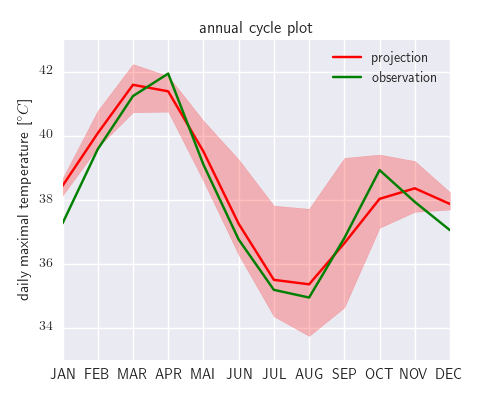 annual cycle plot
projection
observation
daily maximal temperature [°C]
42
40
38
36
34
JAN FEB MAR APR MAI JUN JUL AUG SEP OCT NOV DEC